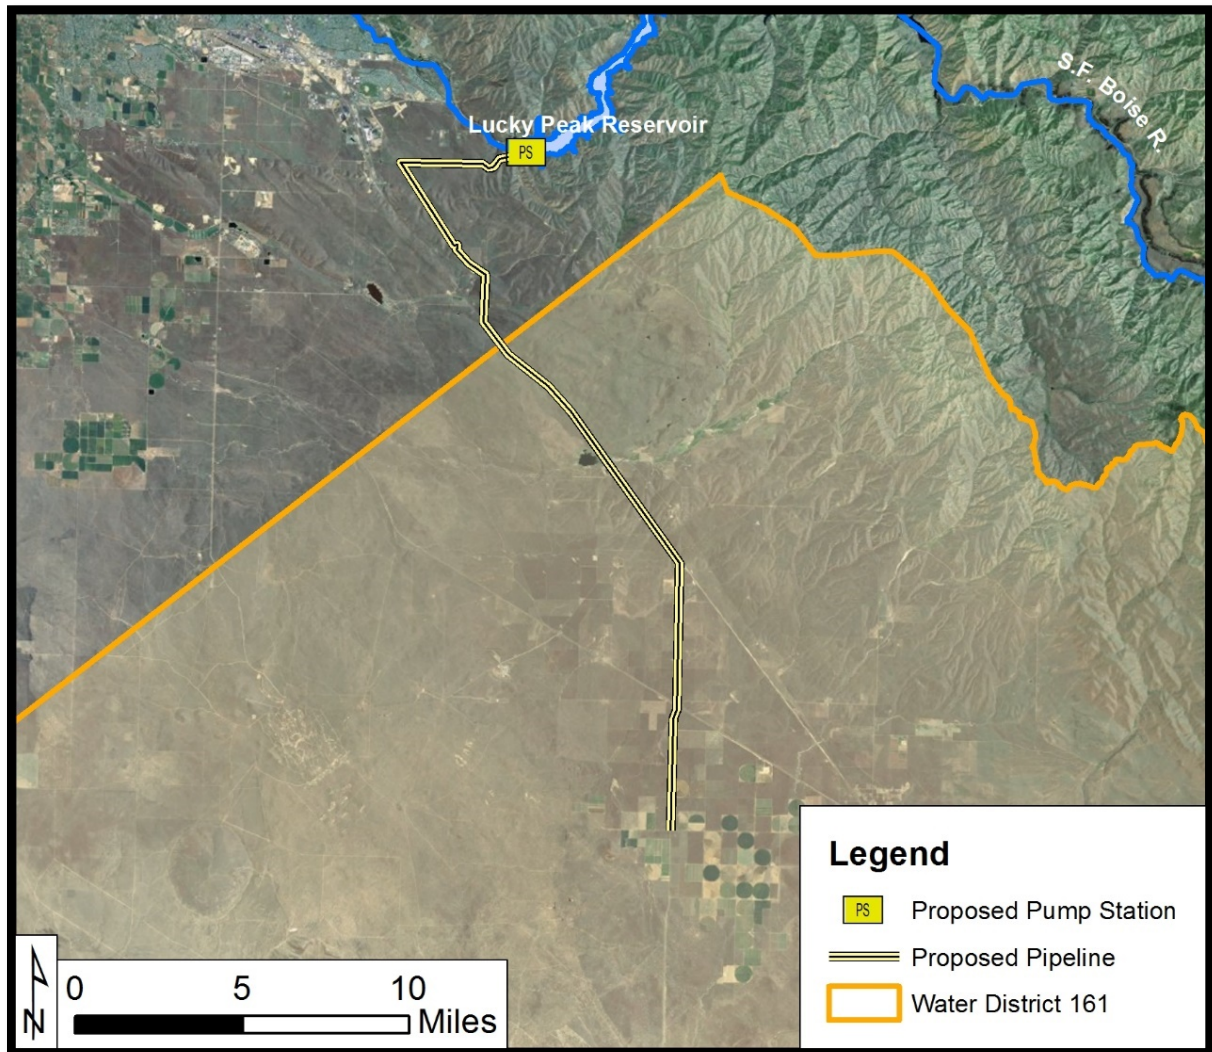 S.F. Boise R.
Lucky Peak Reservoir
PS
Legend
PS Proposed Pump Station
Proposed Pipeline
Water District 161
N
0 5 10
Miles